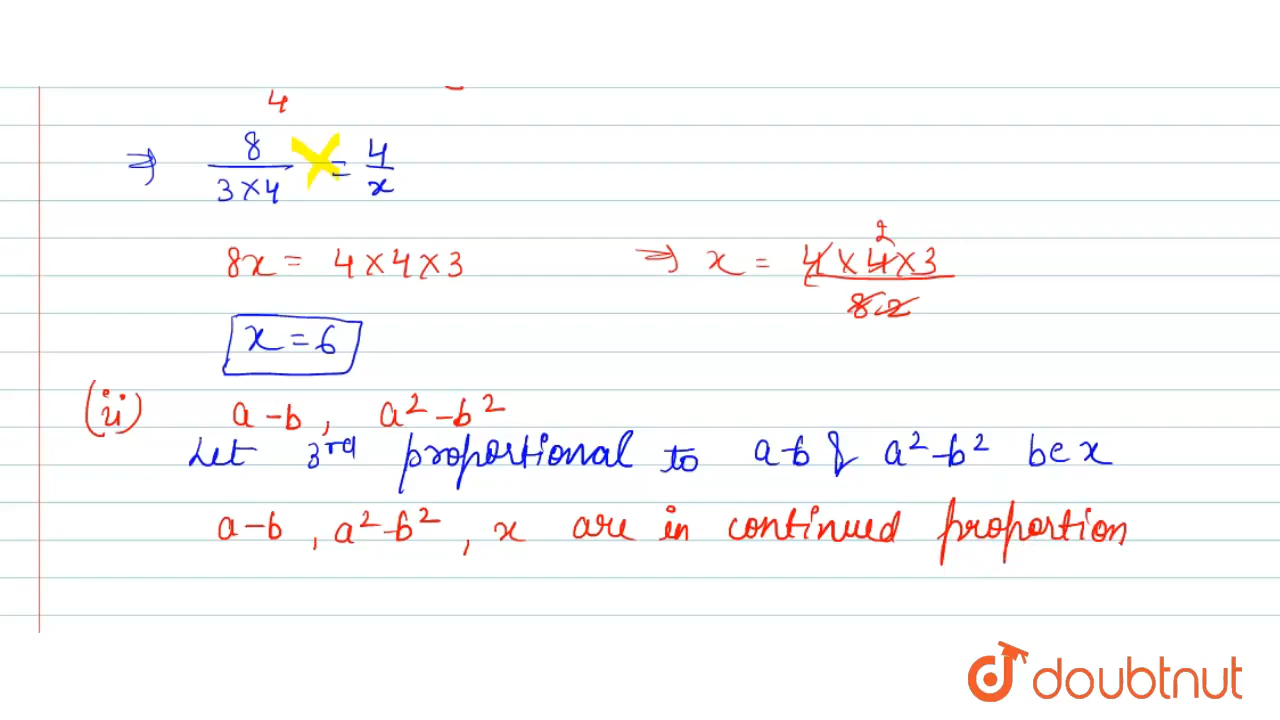 4
⇒ 8/(3×4) = 4/x
8x = 4×4×3 ⇒ x = (4×4×3)/(8 2) 2
x = 6
(ii) a-b, a²-b²
Let 3rd proportional to a-b & a²-b² be x
a-b, a²-b², x are in continued proportion
doubtnut